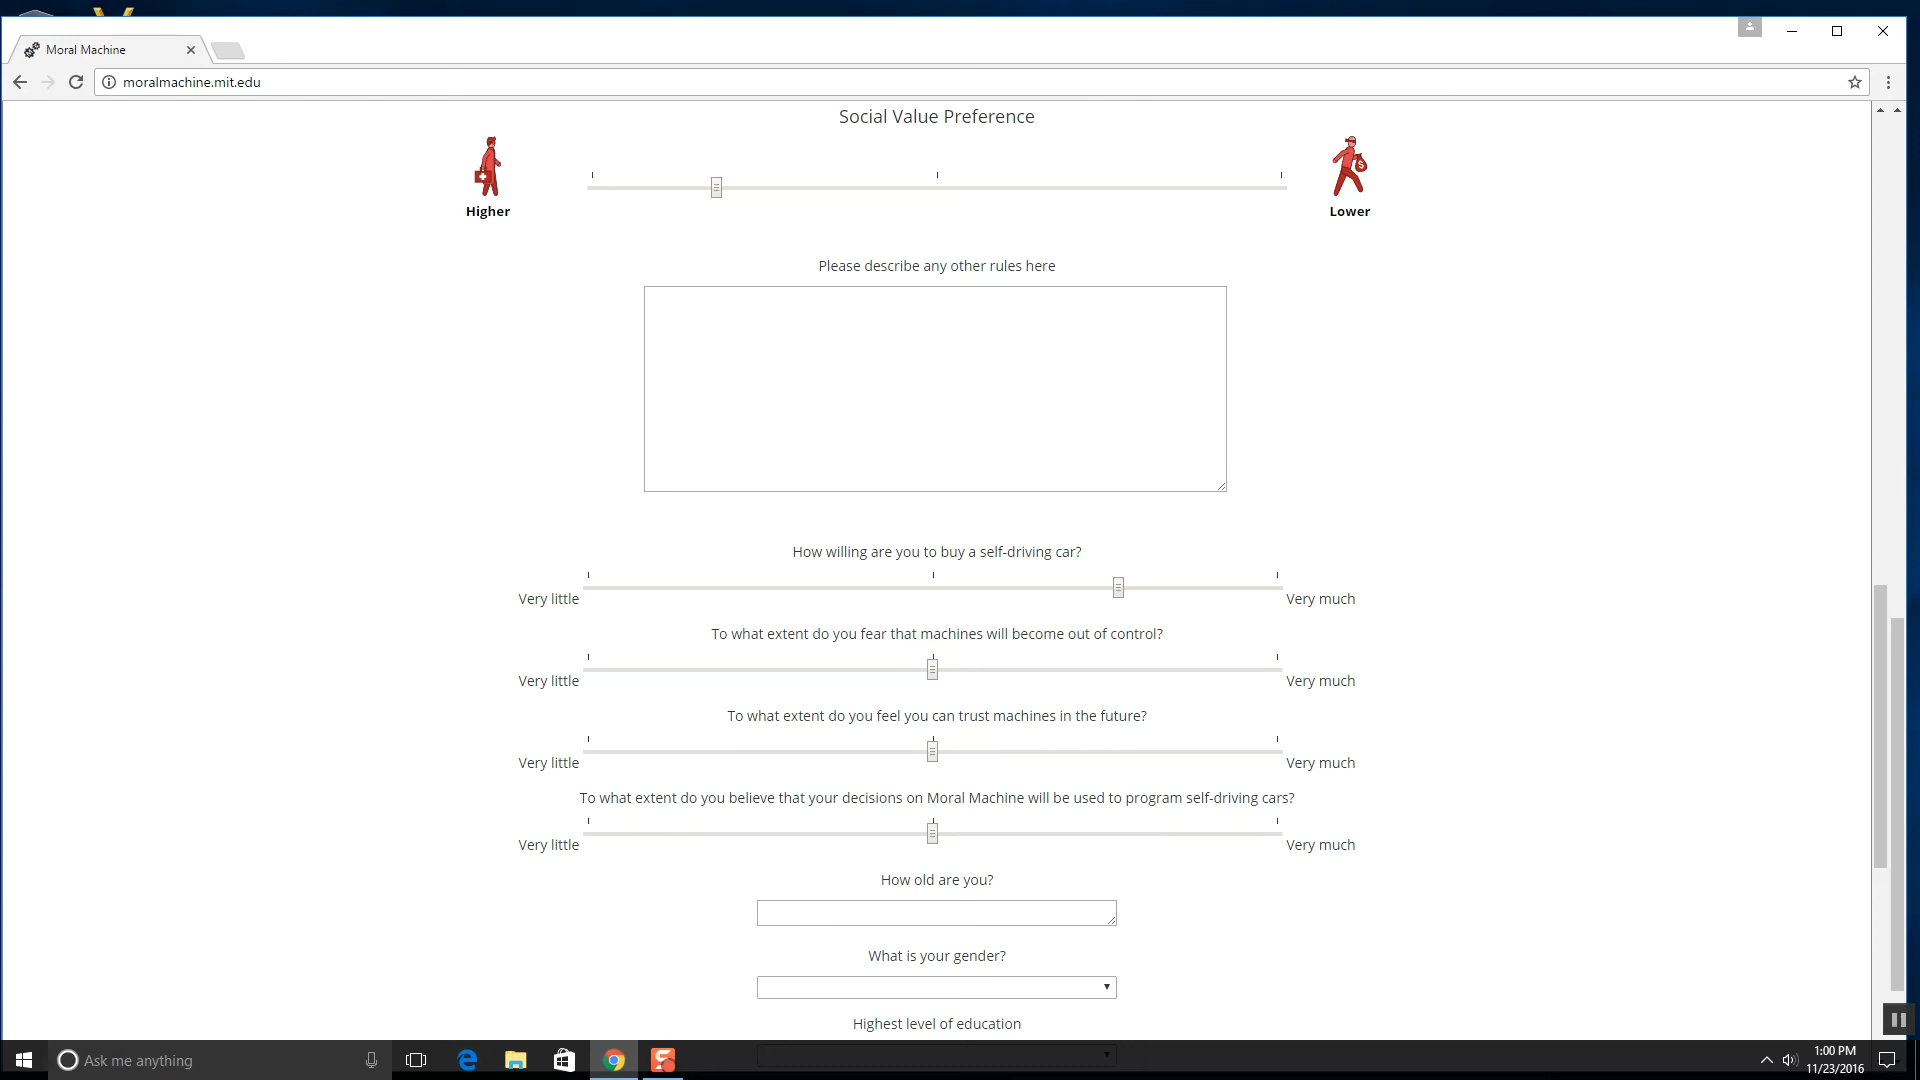 Moral Machine
moralmachine.mit.edu
Social Value Preference
$
Higher
Lower
Please describe any other rules here
How willing are you to buy a self-driving car?
Very little
Very much
To what extent do you fear that machines will become out of control?
Very little
Very much
To what extent do you feel you can trust machines in the future?
Very little
Very much
To what extent do you believe that your decisions on Moral Machine will be used to program self-driving cars?
Very little
Very much
How old are you?
What is your gender?
Highest level of education
Ask me anything
1:00 PM
11/23/2016